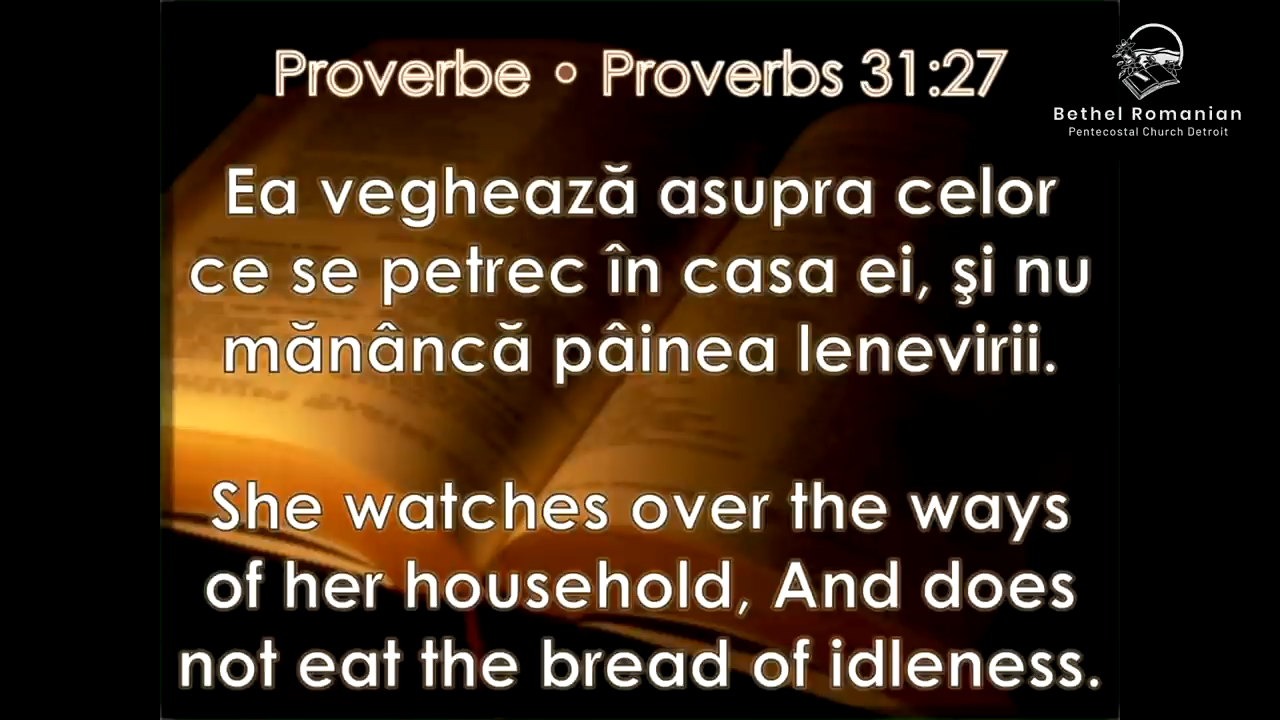 Proverbe • Proverbs 31:27
Bethel Romanian
Pentecostal Church Detroit
Ea veghează asupra celor
ce se petrec în casa ei, şi nu
mănâncă pâinea lenevirii.
She watches over the ways
of her household, And does
not eat the bread of idleness.